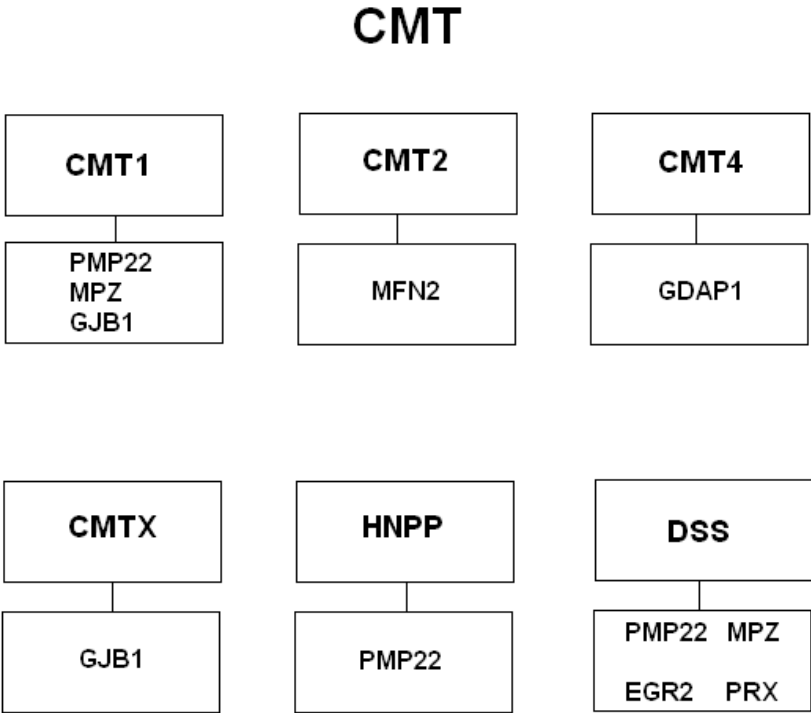 CMT
CMT1
CMT2
CMT4
PMP22
MPZ
GJB1
MFN2
GDAP1
CMTX
HNPP
DSS
GJB1
PMP22
PMP22 MPZ
EGR2 PRX